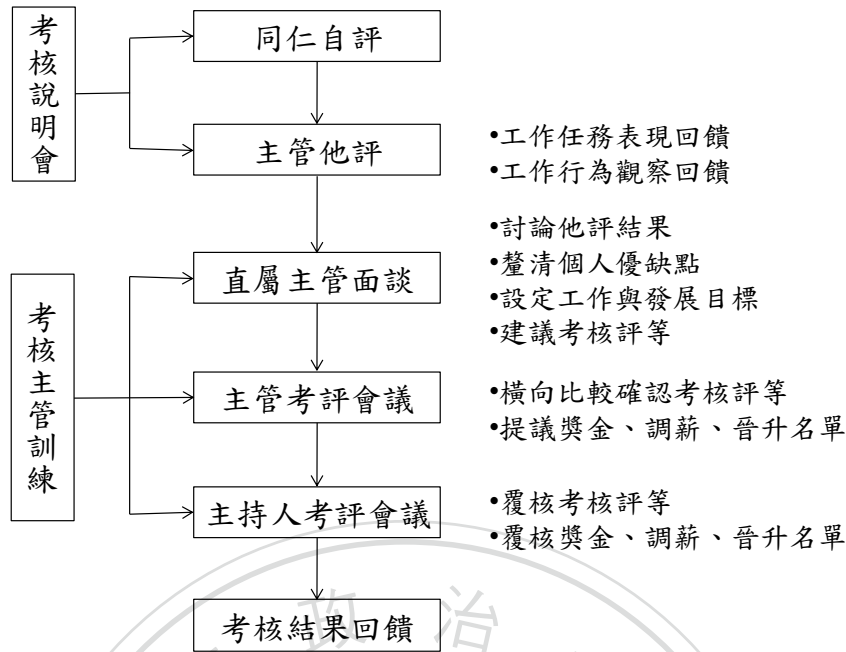 考核說明會
同仁自評
主管他評
•工作任務表現回饋
•工作行為觀察回饋
考核主管訓練
直屬主管面談
•討論他評結果
•釐清個人優缺點
•設定工作與發展目標
•建議考核評等
主管考評會議
•橫向比較確認考核評等
•提議獎金、調薪、晉升名單
主持人考評會議
•覆核考核評等
•覆核獎金、調薪、晉升名單
政治
考核結果回饋